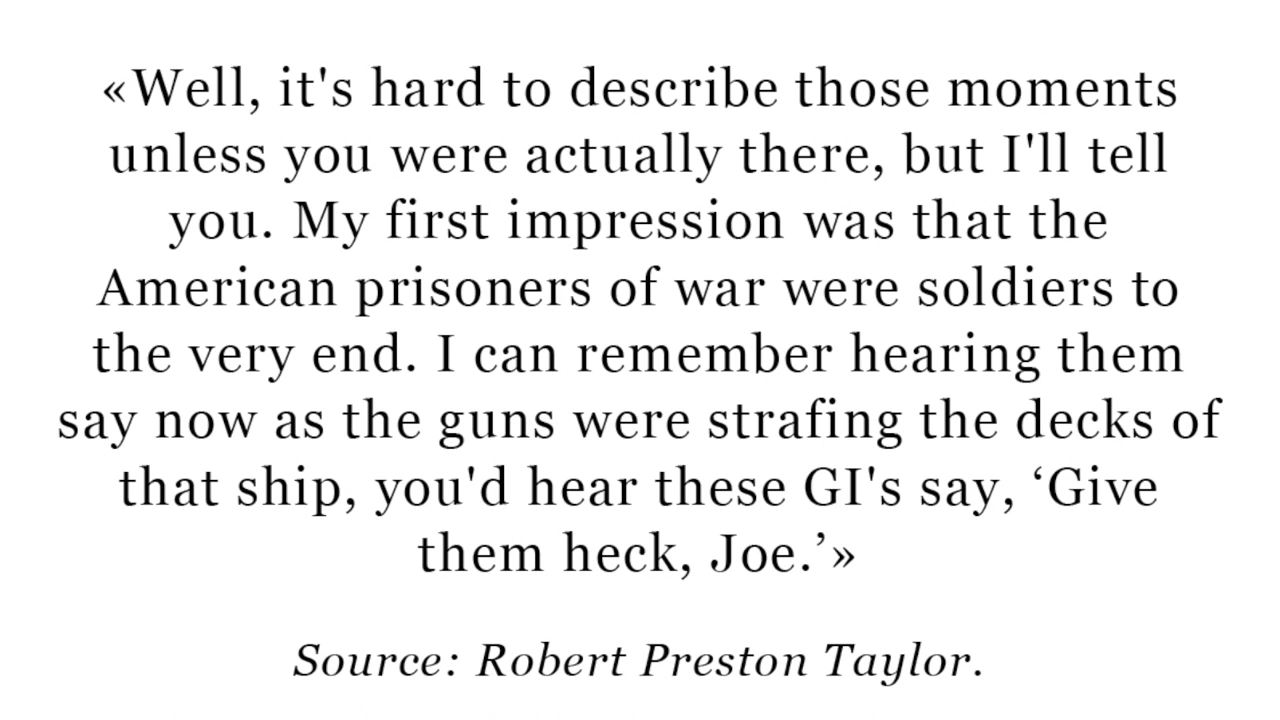 «Well, it's hard to describe those moments
unless you were actually there, but I'll tell
you. My first impression was that the
American prisoners of war were soldiers to
the very end. I can remember hearing them
say now as the guns were strafing the decks of
that ship, you'd hear these GI's say, ‘Give
them heck, Joe.’»
Source: Robert Preston Taylor.